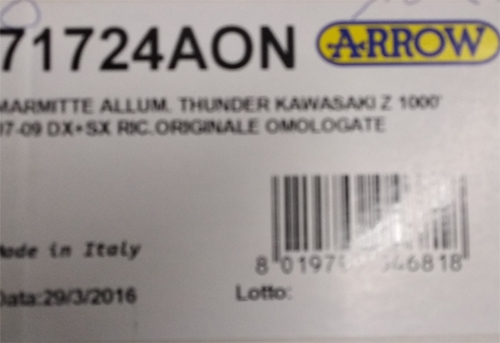 71724AON ARROW
MARMITTE ALLUM. THUNDER KAWASAKI Z 1000'
07-09 DX+SX RIC.ORIGINALE OMOLOGATE
Made in Italy
Data:29/3/2016 Lotto: